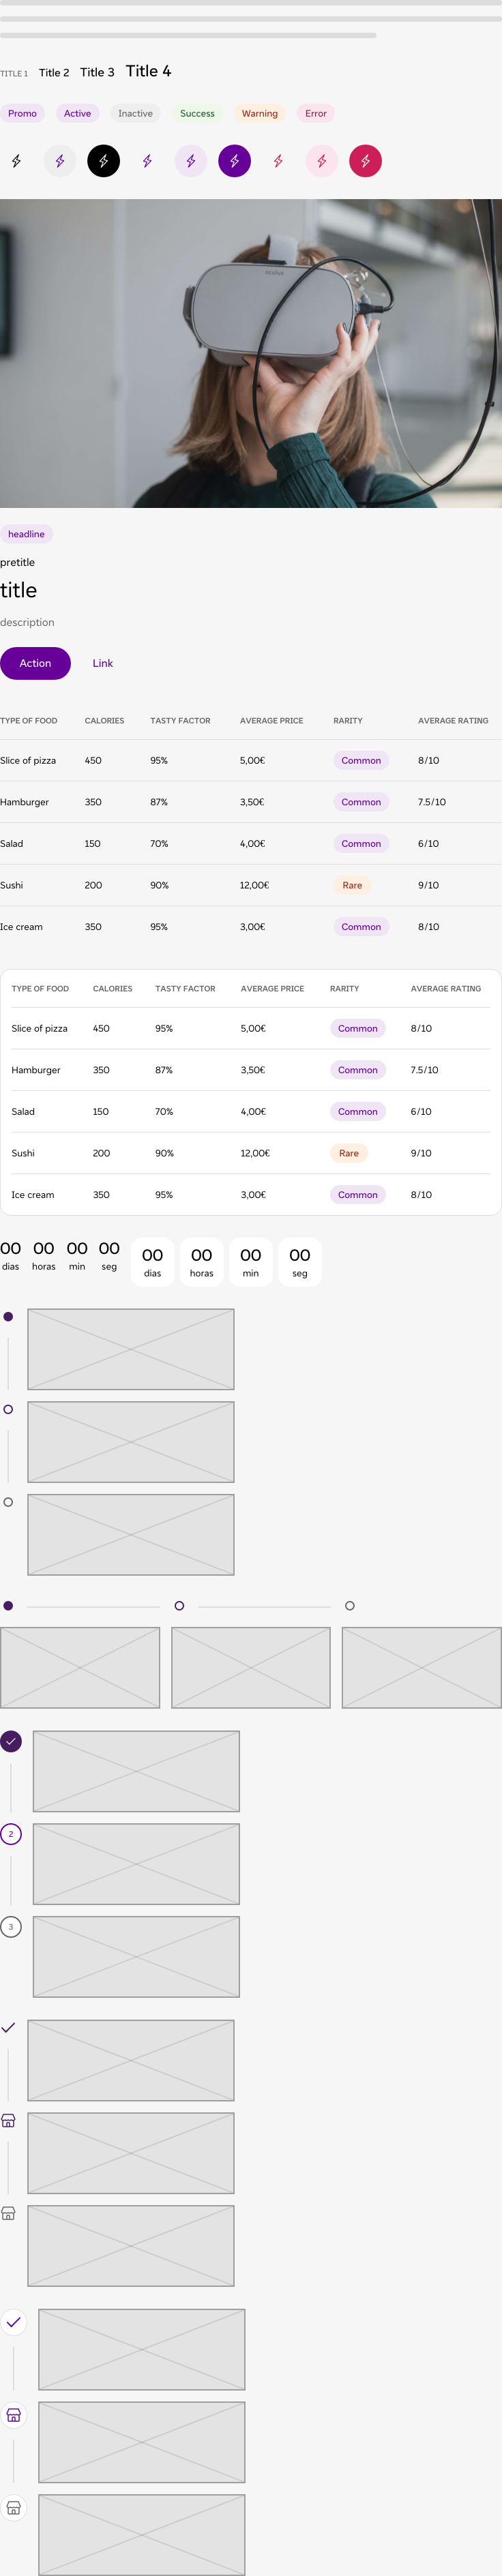 TITLE 1 Title 2 Title 3 Title 4
Promo Active Inactive Success Warning Error
oculus
headline
pretitle
title
description
Action Link
TYPE OF FOOD CALORIES TASTY FACTOR AVERAGE PRICE RARITY AVERAGE RATING
Slice of pizza 450 95% 5,00€ Common 8/10
Hamburger 350 87% 3,50€ Common 7.5/10
Salad 150 70% 4,00€ Common 6/10
Sushi 200 90% 12,00€ Rare 9/10
Ice cream 350 95% 3,00€ Common 8/10
TYPE OF FOOD CALORIES TASTY FACTOR AVERAGE PRICE RARITY AVERAGE RATING
Slice of pizza 450 95% 5,00€ Common 8/10
Hamburger 350 87% 3,50€ Common 7.5/10
Salad 150 70% 4,00€ Common 6/10
Sushi 200 90% 12,00€ Rare 9/10
Ice cream 350 95% 3,00€ Common 8/10
00 00 00 00 00 00 00 00
dias horas min seg dias horas min seg
2
3